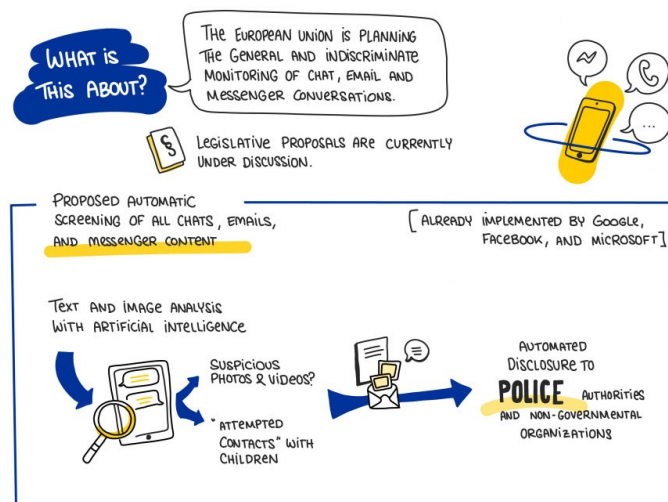 WHAT IS
THIS ABOUT?
THE EUROPEAN UNION IS PLANNING
THE GENERAL AND INDISCRIMINATE
MONITORING OF CHAT, EMAIL AND
MESSENGER CONVERSATIONS.
§ LEGISLATIVE PROPOSALS ARE CURRENTLY
UNDER DISCUSSION.
...
PROPOSED AUTOMATIC
SCREENING OF ALL CHATS, EMAILS,
AND MESSENGER CONTENT
[ALREADY IMPLEMENTED BY GOOGLE,
FACEBOOK, AND MICROSOFT]
TEXT AND IMAGE ANALYSIS
WITH ARTIFICIAL INTELLIGENCE
SUSPICIOUS
PHOTOS & VIDEOS?
"ATTEMPTED
CONTACTS" WITH
CHILDREN
AUTOMATED
DISCLOSURE TO
POLICE AUTHORITIES
AND NON-GOVERNMENTAL
ORGANIZATIONS